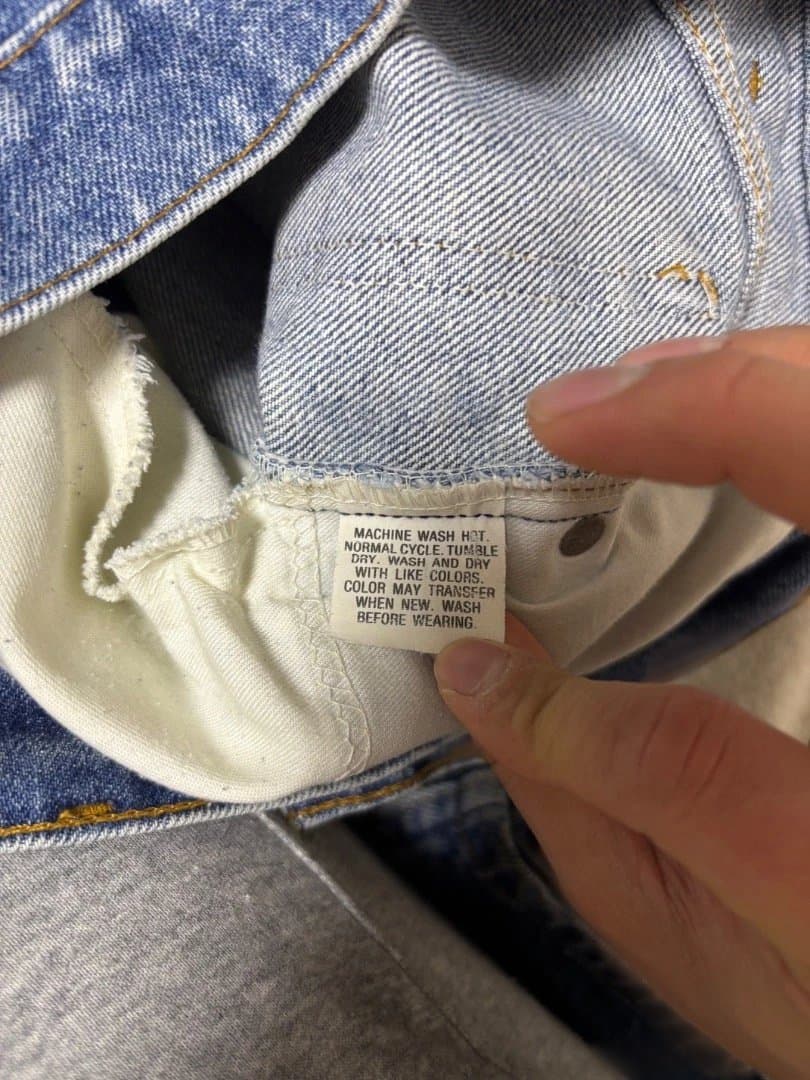 MACHINE WASH HOT.
NORMAL CYCLE. TUMBLE
DRY. WASH AND DRY
WITH LIKE COLORS.
COLOR MAY TRANSFER
WHEN NEW. WASH
BEFORE WEARING.